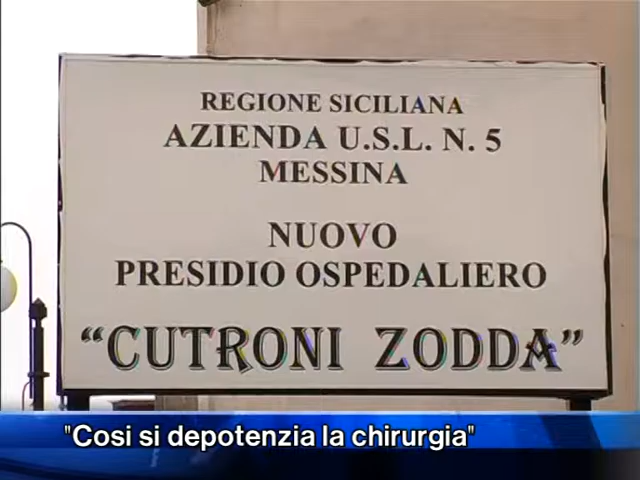 REGIONE SICILIANA
AZIENDA U.S.L. N. 5
MESSINA
NUOVO
PRESIDIO OSPEDALIERO
“CUTRONI ZODDA”
"Cosi si depotenzia la chirurgia"